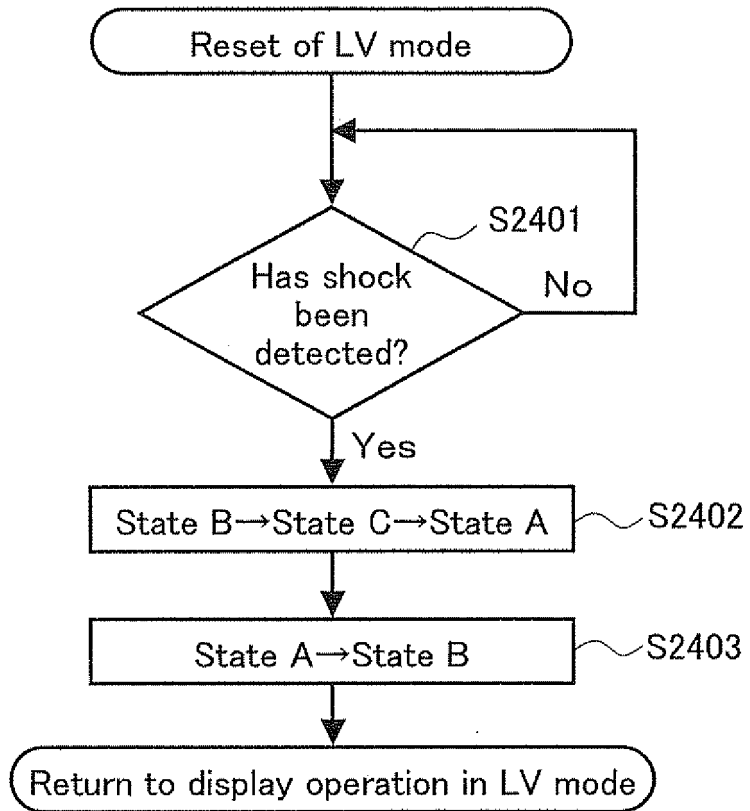 Reset of LV mode
S2401
Has shock
been
detected?
No
Yes
State B→State C→State A
S2402
State A→State B
S2403
Return to display operation in LV mode